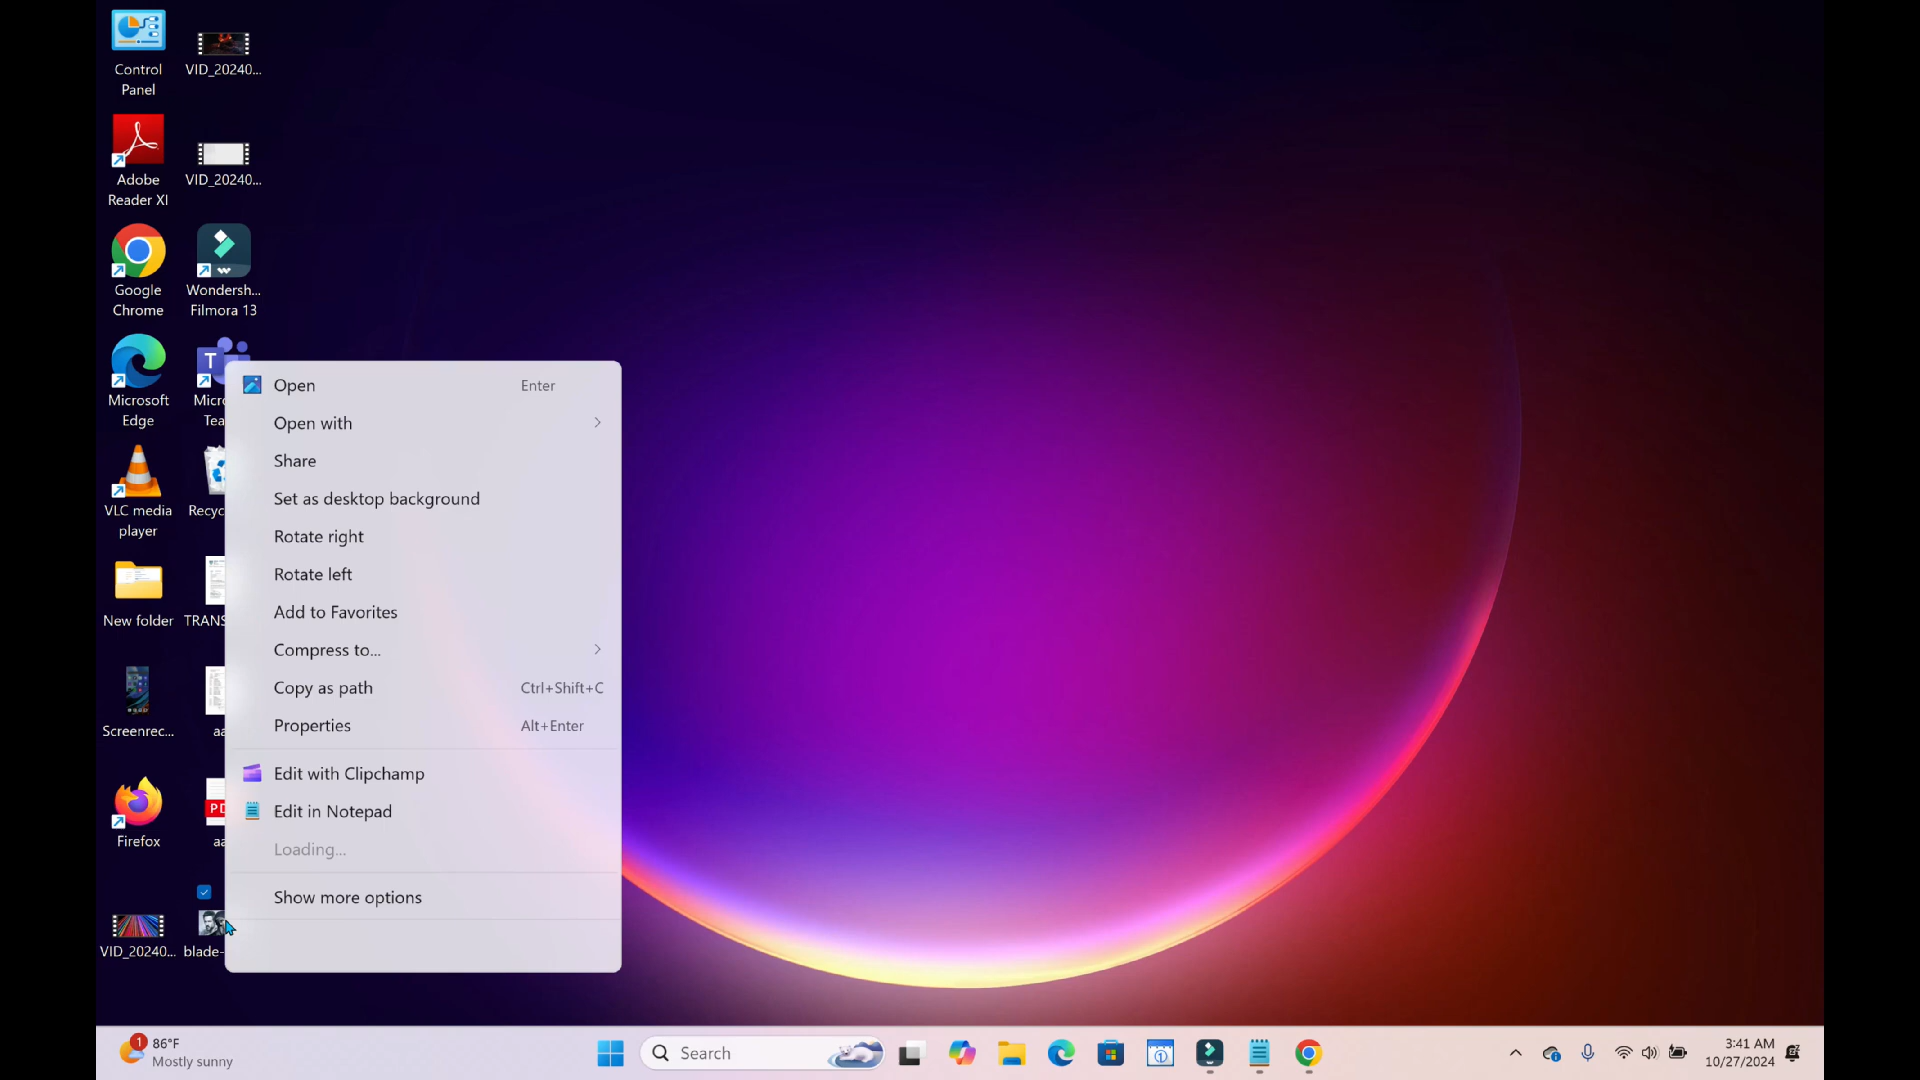 Control
Panel
VID_20240...
Adobe
Reader XI
VID_20240...
Google
Chrome
Wondersh...
Filmora 13
Microsoft
Edge
T
Micro
Tea
VLC media
player
Recyc
New folder
TRANS
Screenrec...
aa
Firefox
PD
aa
VID_20240...
blade-
Open Enter
Open with
Share
Set as desktop background
Rotate right
Rotate left
Add to Favorites
Compress to...
Copy as path Ctrl+Shift+C
Properties Alt+Enter
Edit with Clipchamp
Edit in Notepad
Loading...
Show more options
1
86°F
Mostly sunny
Search
3:41 AM
10/27/2024